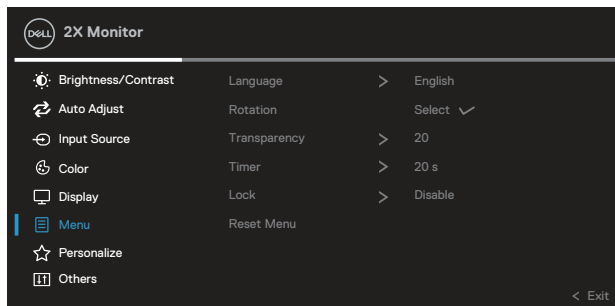 DELL 2X Monitor
Brightness/Contrast Language > English
Auto Adjust Rotation Select
Input Source Transparency > 20
Color Timer > 20 s
Display Lock > Disable
Menu Reset Menu
Personalize
Others
< Exit